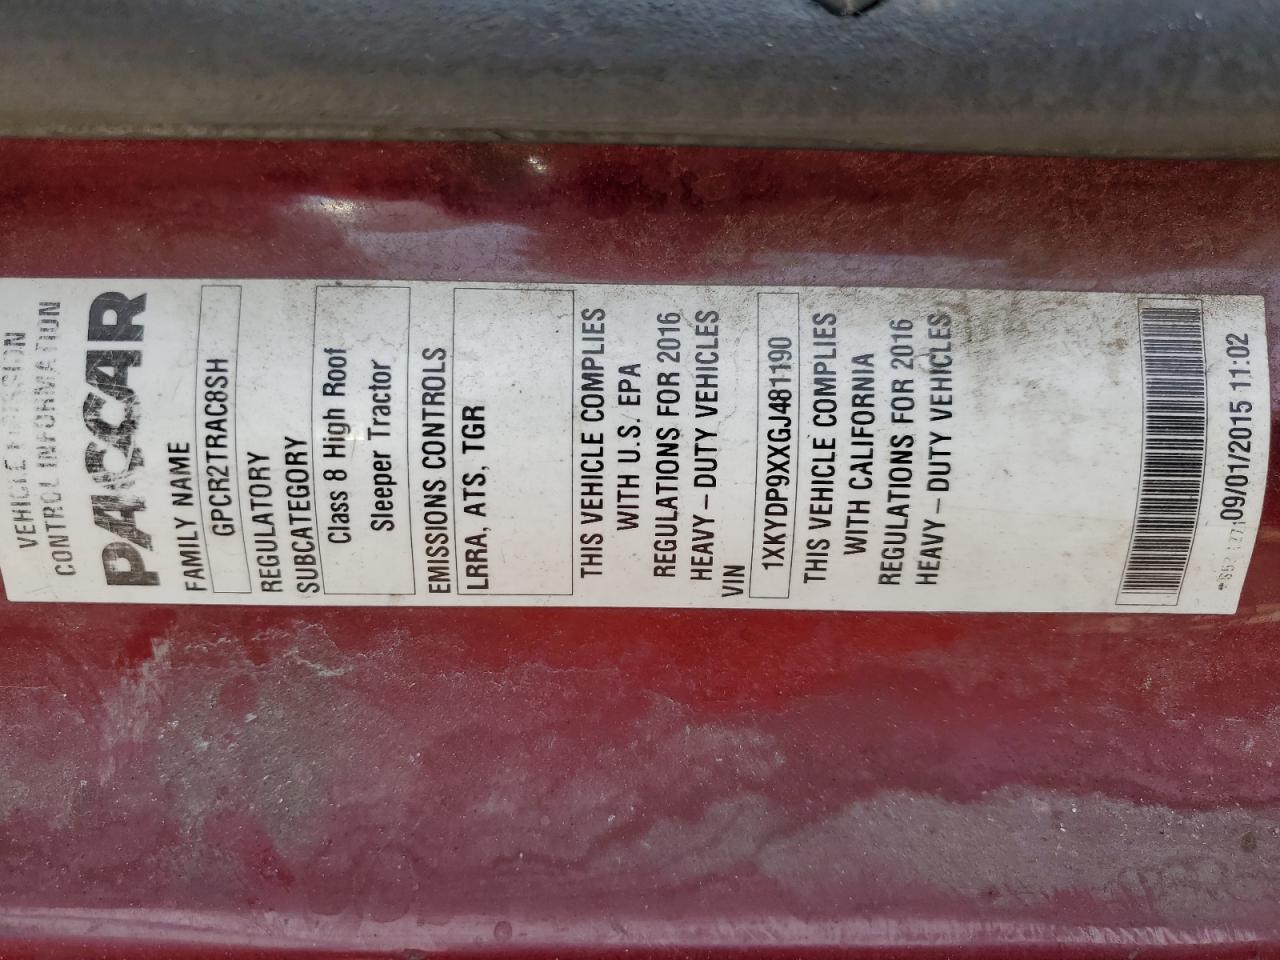 VEHICLE EMISSION
CONTROL INFORMATION
PACCAR
FAMILY NAME
GPCR2TRAC8SH
REGULATORY
SUBCATEGORY
Class 8 High Roof
Sleeper Tractor
EMISSIONS CONTROLS
LRRA, ATS, TGR
THIS VEHICLE COMPLIES
WITH U.S. EPA
REGULATIONS FOR 2016
HEAVY-DUTY VEHICLES
VIN
1XKYDP9XXGJ481190
THIS VEHICLE COMPLIES
WITH CALIFORNIA
REGULATIONS FOR 2016
HEAVY-DUTY VEHICLES
09/01/2015 11:02